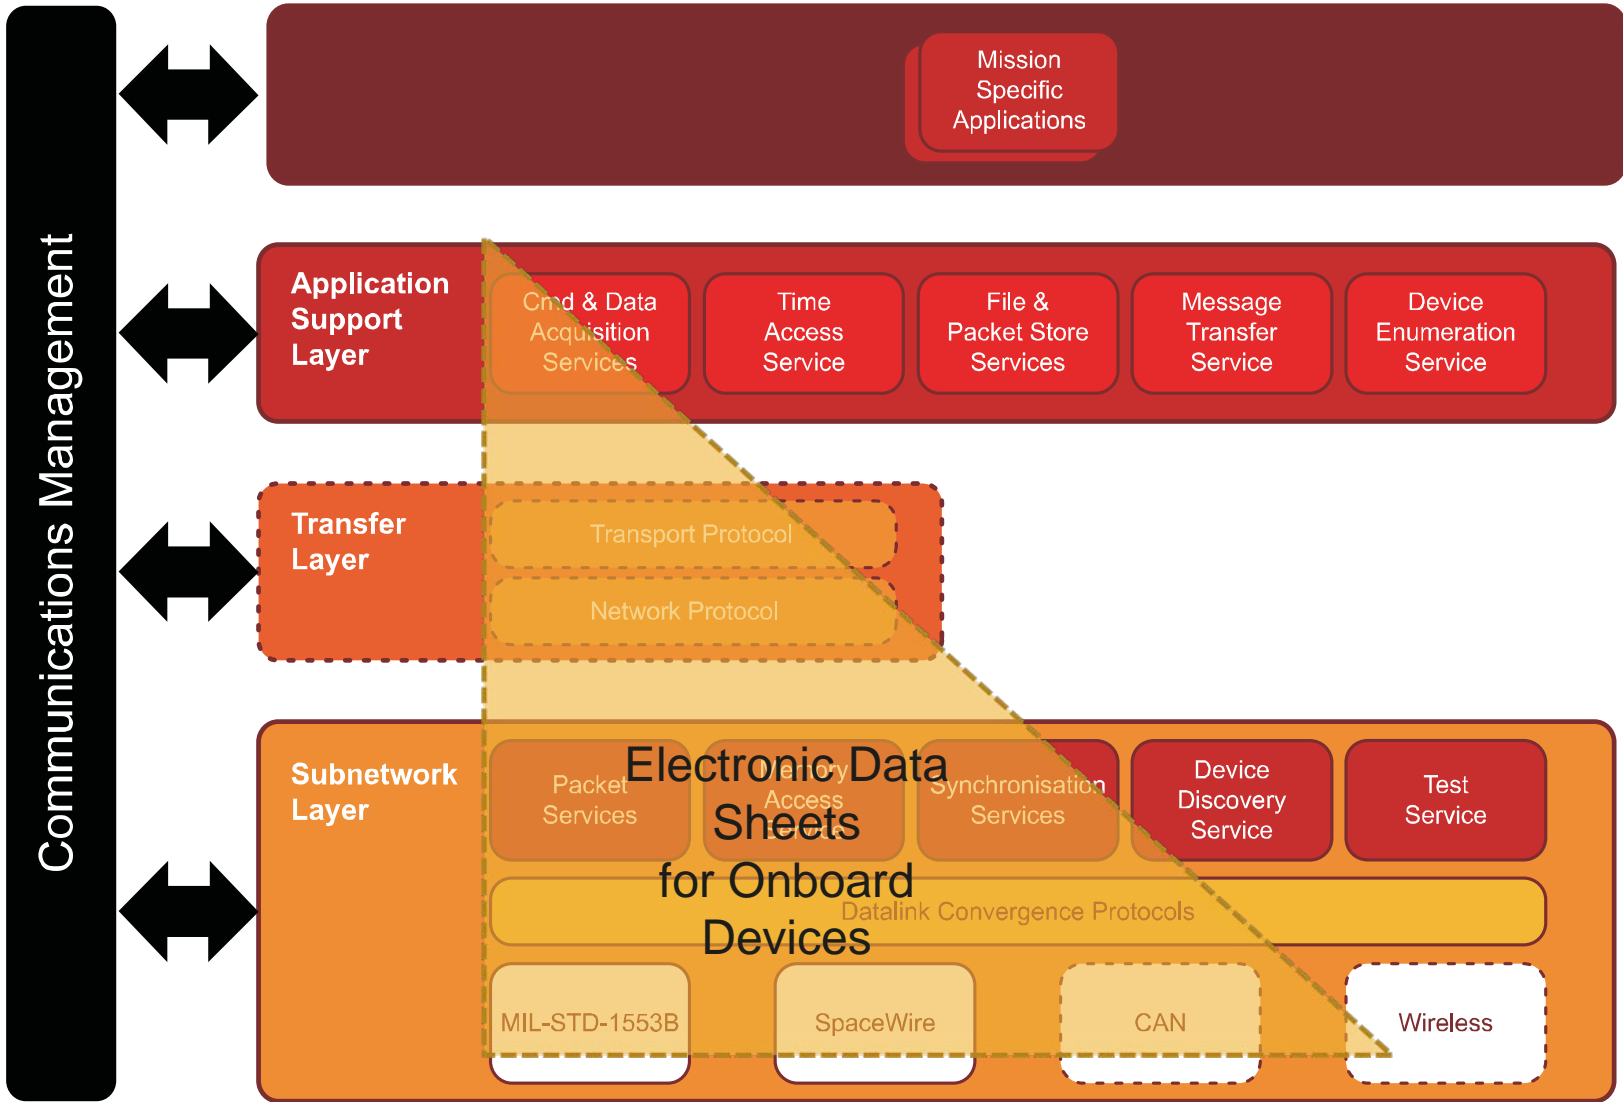 Communications Management
Mission
Specific
Applications
Application
Support
Layer
Cmd & Data
Acquisition
Services
Time
Access
Service
File &
Packet Store
Services
Message
Transfer
Service
Device
Enumeration
Service
Transfer
Layer
Transport Protocol
Network Protocol
Subnetwork
Layer
Packet
Services
Memory
Access
Service
Synchronisation
Services
Device
Discovery
Service
Test
Service
Electronic Data
Sheets
for Onboard
Devices
Datalink Convergence Protocols
MIL-STD-1553B
SpaceWire
CAN
Wireless